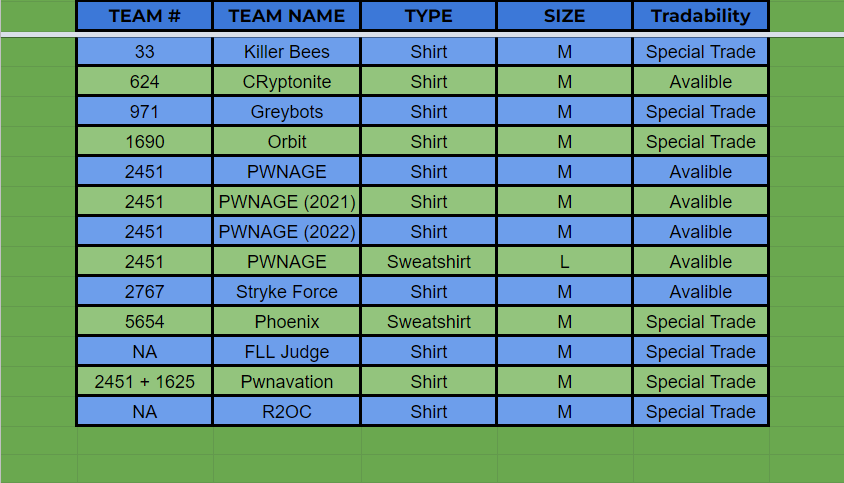 TEAM # TEAM NAME TYPE SIZE Tradability
33 Killer Bees Shirt M Special Trade
624 CRyptonite Shirt M Avalible
971 Greybots Shirt M Special Trade
1690 Orbit Shirt M Special Trade
2451 PWNAGE Shirt M Avalible
2451 PWNAGE (2021) Shirt M Avalible
2451 PWNAGE (2022) Shirt M Avalible
2451 PWNAGE Sweatshirt L Avalible
2767 Stryke Force Shirt M Avalible
5654 Phoenix Sweatshirt M Special Trade
NA FLL Judge Shirt M Special Trade
2451 + 1625 Pwnavation Shirt M Special Trade
NA R2OC Shirt M Special Trade